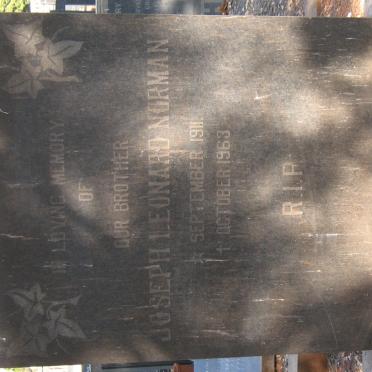 IN LOVING MEMORY
OF
OUR BROTHER
JOSEPH LEONARD NORMAN
☆ SEPTEMBER 1911
† OCTOBER 1963
R.I.P.